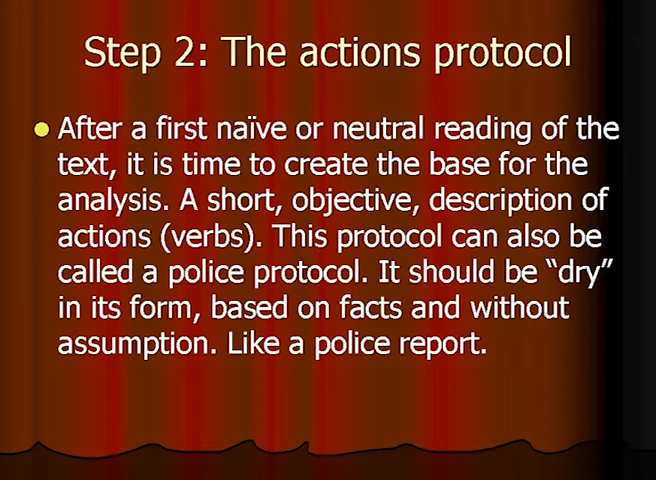 Step 2: The actions protocol
After a first naïve or neutral reading of the
text, it is time to create the base for the
analysis. A short, objective, description of
actions (verbs). This protocol can also be
called a police protocol. It should be “dry”
in its form, based on facts and without
assumption. Like a police report.